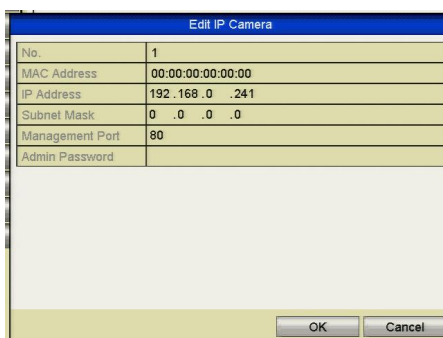 Edit IP Camera
No. 1
MAC Address 00:00:00:00:00:00
IP Address 192 .168 .0 .241
Subnet Mask 0 .0 .0 .0
Management Port 80
Admin Password
OK Cancel